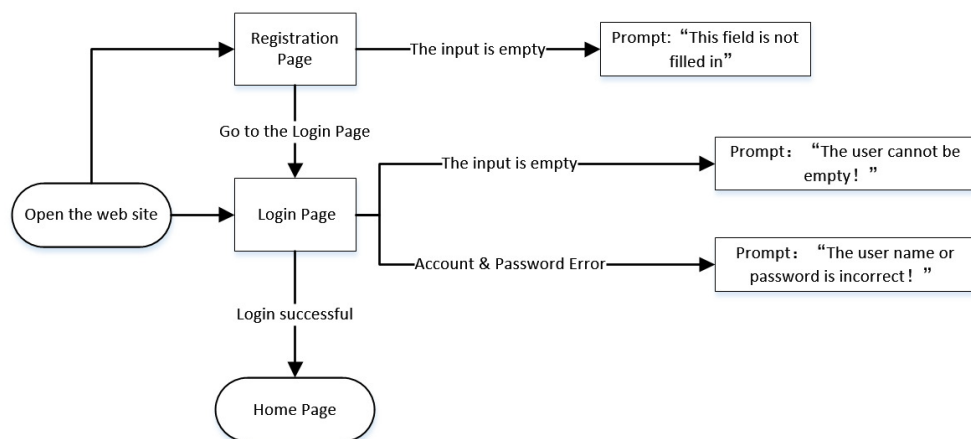 Registration
Page
The input is empty
Prompt:“This field is not
filled in”
Go to the Login Page
The input is empty
Prompt： “The user cannot be
empty！”
Open the web site
Login Page
Account & Password Error
Prompt： “The user name or
password is incorrect！”
Login successful
Home Page